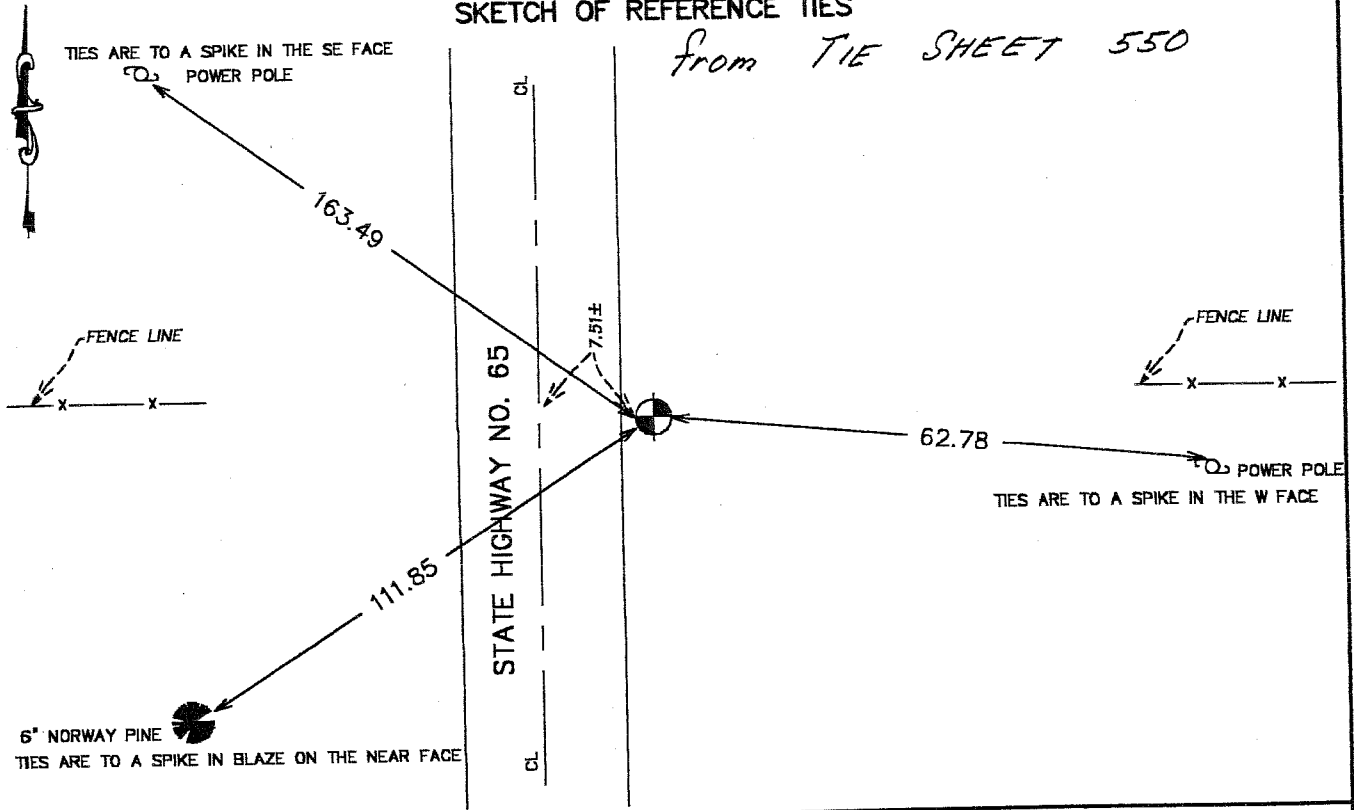 SKETCH OF REFERENCE TIES
from TIE SHEET 550
TIES ARE TO A SPIKE IN THE SE FACE
POWER POLE
CL
163.49
7.51±
FENCE LINE
FENCE LINE
STATE HIGHWAY NO. 65
62.78
POWER POLE
TIES ARE TO A SPIKE IN THE W FACE
111.85
6" NORWAY PINE
TIES ARE TO A SPIKE IN BLAZE ON THE NEAR FACE
CL